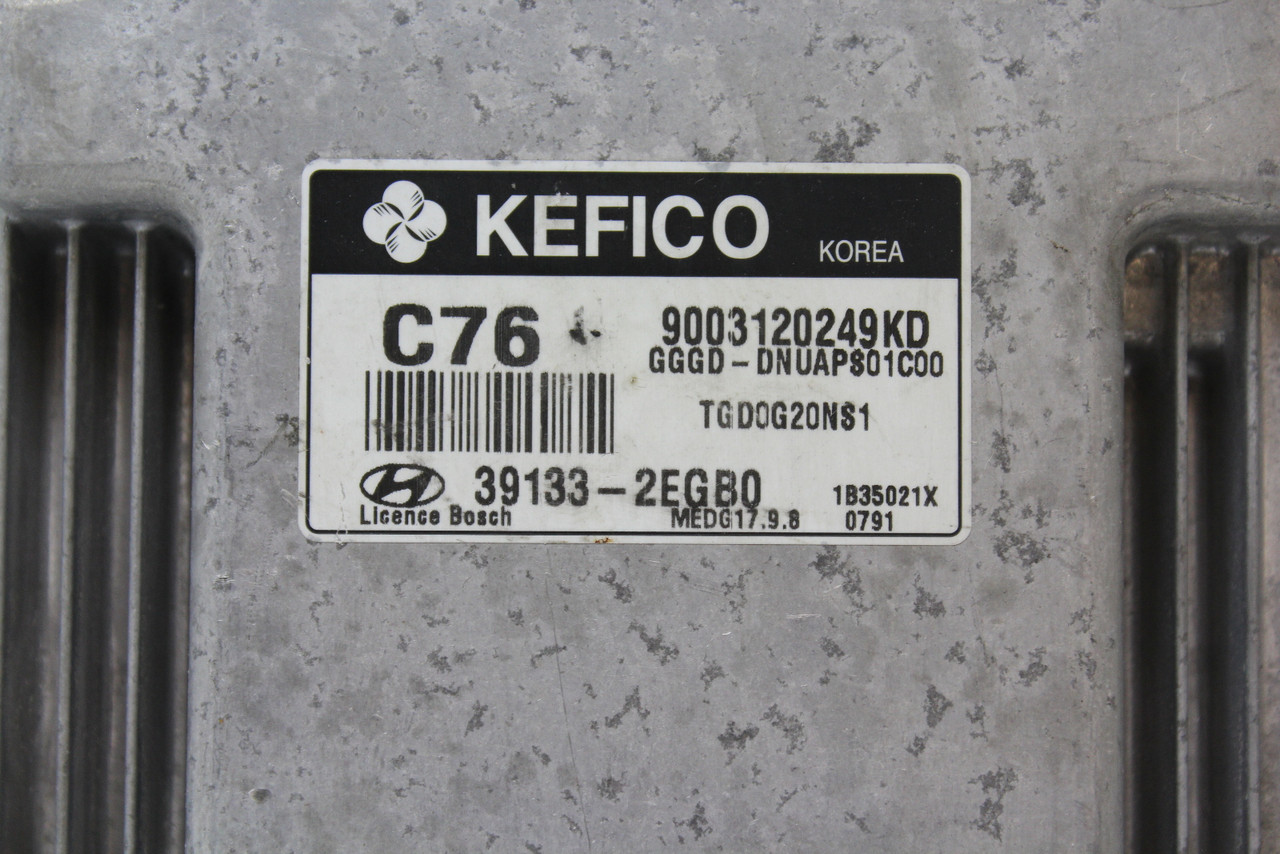 KEFICO KOREA
C76
9003120249KD
GGGD-DNUAPS01C00
TGD0G20NS1
39133-2EGB0
1B35021X
Licence Bosch
MEDG17.9.8
0791